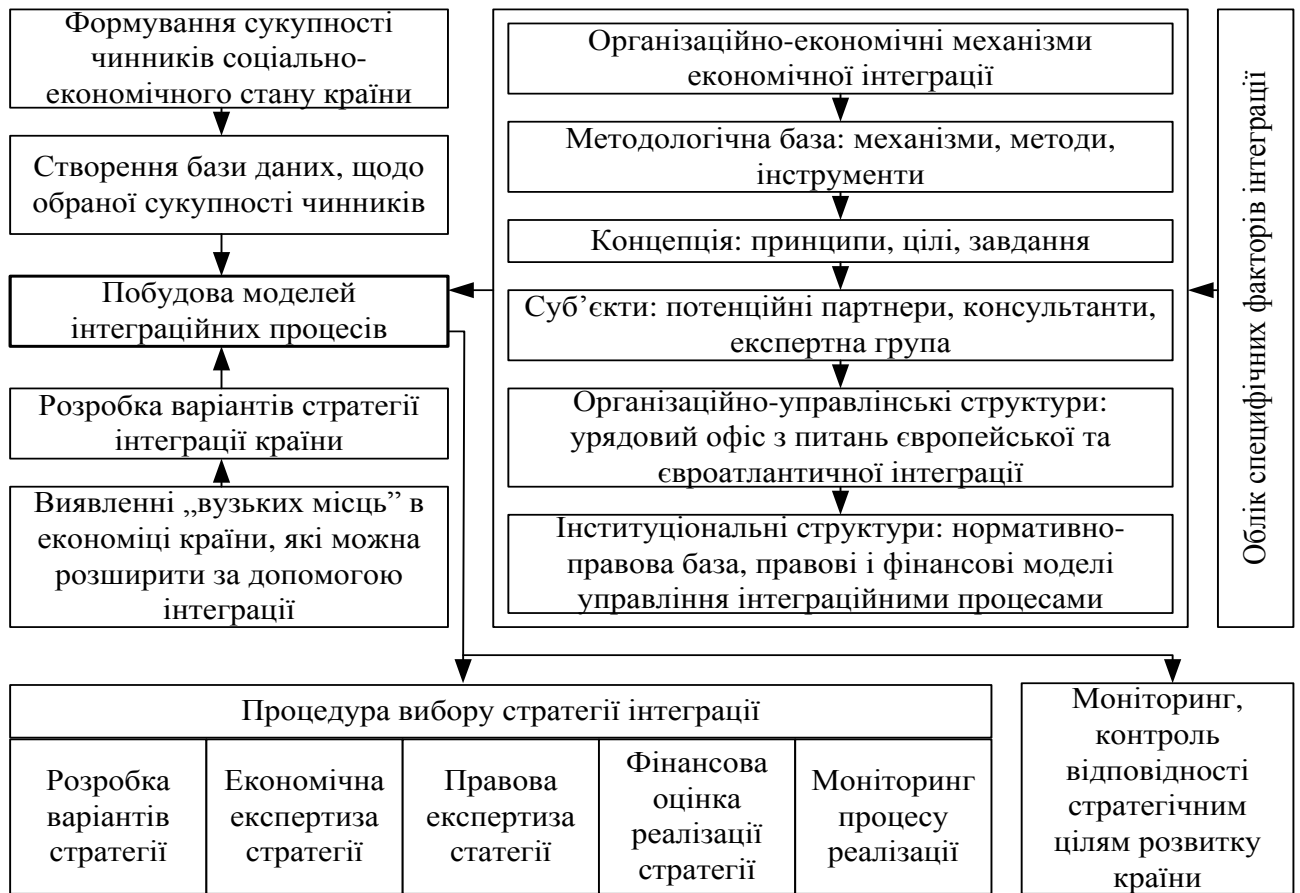 Формування сукупності
чинників соціально-
економічного стану країни
Створення бази даних, щодо
обраної сукупності чинників
Побудова моделей
інтеграційних процесів
Розробка варіантів стратегії
інтеграції країни
Виявленні „вузьких місць” в
економіці країни, які можна
розширити за допомогою
інтеграції
Організаційно-економічні механізми
економічної інтеграції
Методологічна база: механізми, методи,
інструменти
Концепція: принципи, цілі, завдання
Суб’єкти: потенційні партнери, консультанти,
експертна група
Організаційно-управлінські структури:
урядовий офіс з питань європейської та
євроатлантичної інтеграції
Інституціональні структури: нормативно-
правова база, правові і фінансові моделі
управління інтеграційними процесами
Облік специфічних факторів інтеграції
Процедура вибору стратегії інтеграції
Розробка
варіантів
стратегії
Економічна
експертиза
стратегії
Правова
експертиза
статегії
Фінансова
оцінка
реалізації
стратегії
Моніторинг
процесу
реалізації
Моніторинг,
контроль
відповідності
стратегічним
цілям розвитку
країни